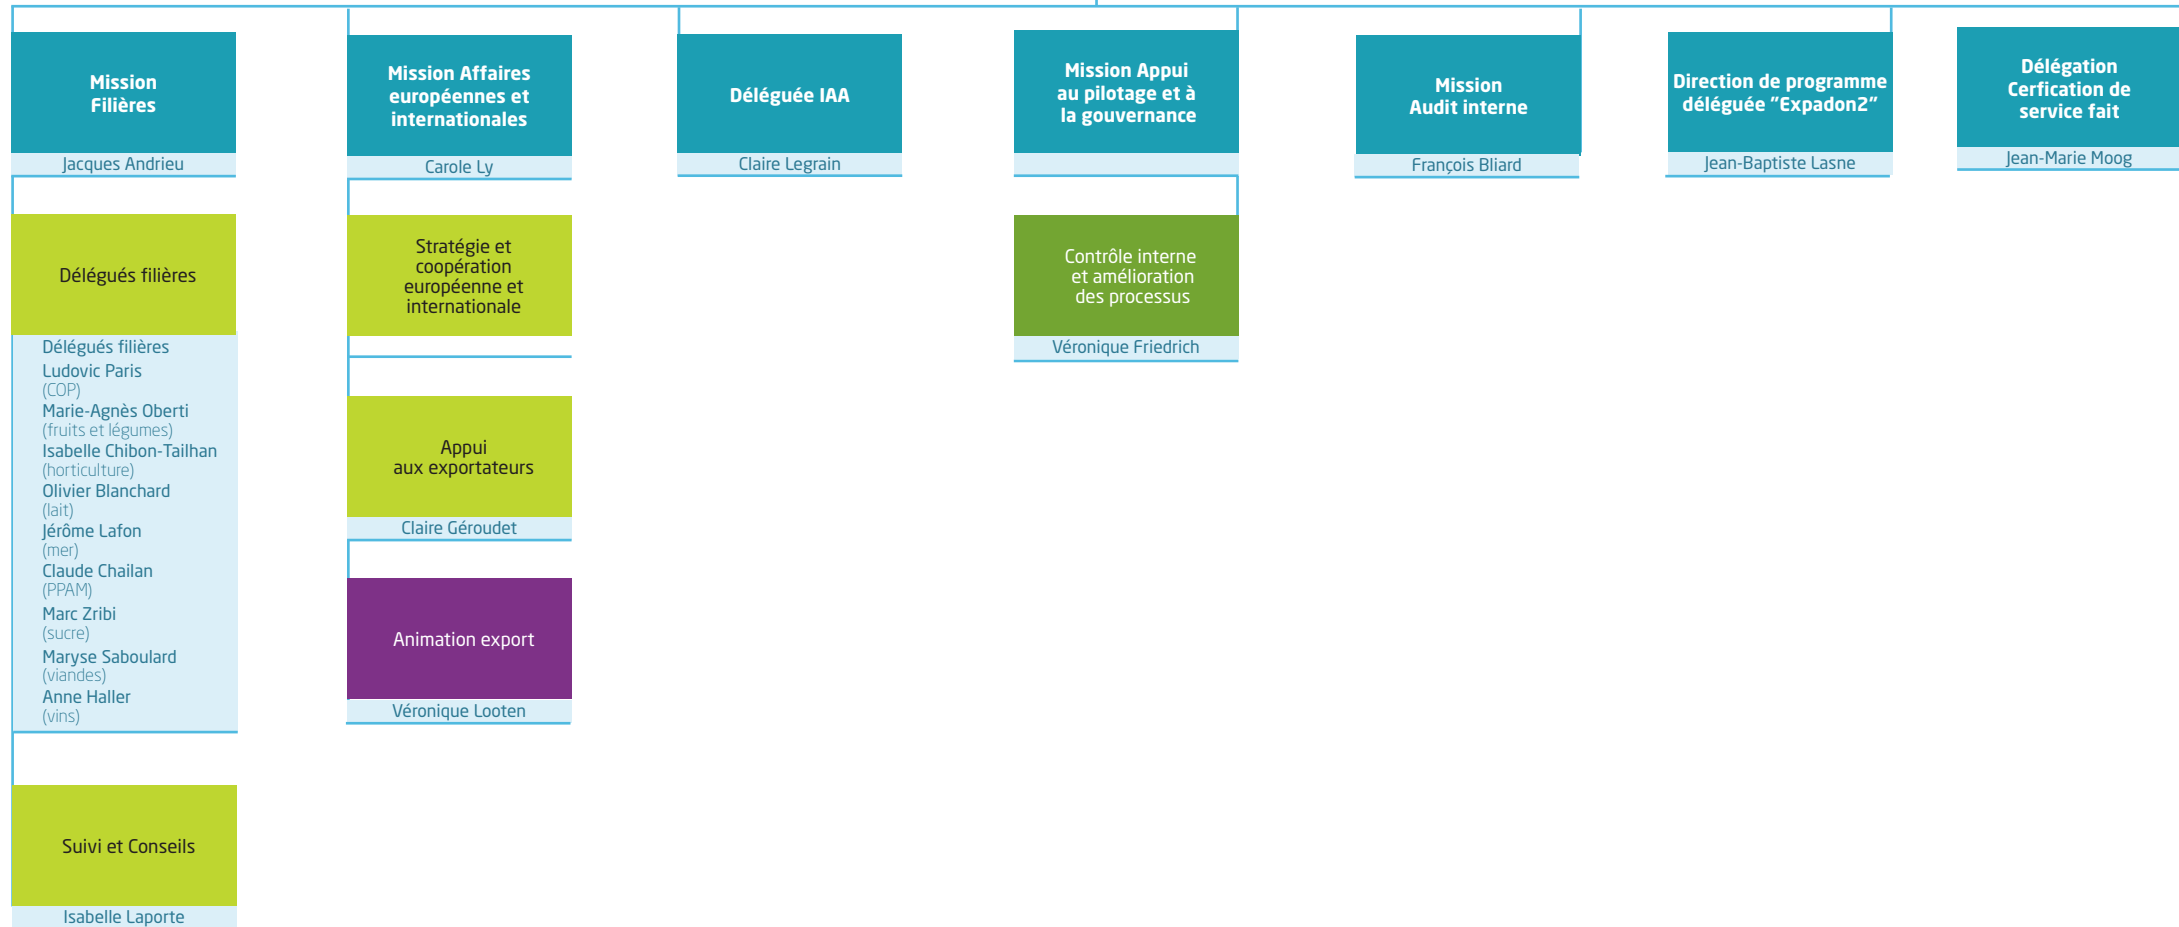 Mission
Filières
Jacques Andrieu
Délégués filières
Délégués filières
Ludovic Paris
(COP)
Marie-Agnès Oberti
(fruits et légumes)
Isabelle Chibon-Tailhan
(horticulture)
Olivier Blanchard
(lait)
Jérôme Lafon
(mer)
Claude Chailan
(PPAM)
Marc Zribi
(sucre)
Maryse Saboulard
(viandes)
Anne Haller
(vins)
Suivi et Conseils
Isabelle Laporte
Mission Affaires
européennes et
internationales
Carole Ly
Stratégie et
coopération
européenne et
internationale
Appui
aux exportateurs
Claire Géroudet
Animation export
Véronique Looten
Déléguée IAA
Claire Legrain
Mission Appui
au pilotage et à
la gouvernance
Contrôle interne
et amélioration
des processus
Véronique Friedrich
Mission
Audit interne
François Bliard
Direction de programme
déléguée "Expadon2"
Jean-Baptiste Lasne
Délégation
Cerfication de
service fait
Jean-Marie Moog